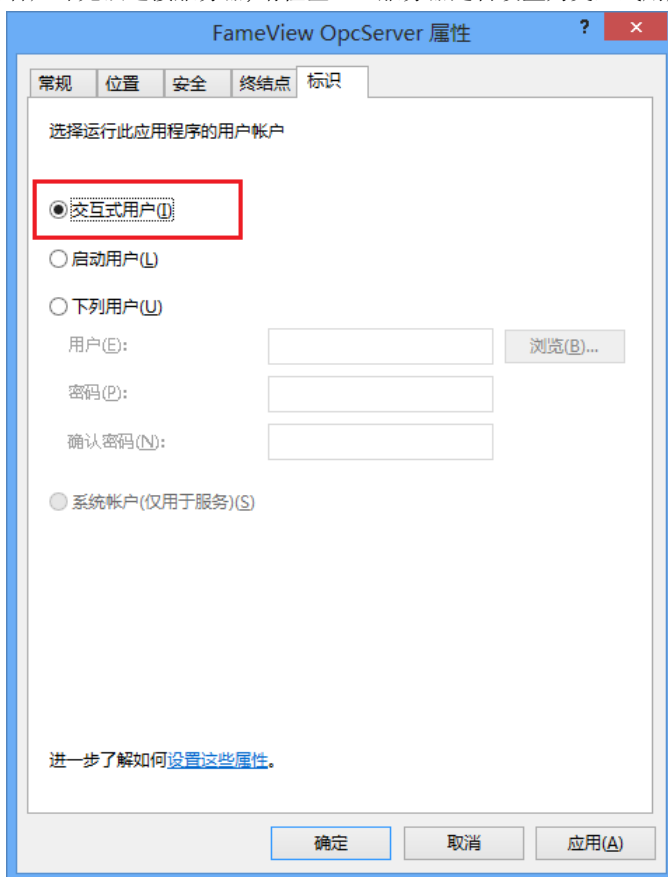 FameView OpcServer 属性
?
×
常规 位置 安全 终结点 标识
选择运行此应用程序的用户帐户
交互式用户(I)
启动用户(L)
下列用户(U)
用户(E):
浏览(B)...
密码(P):
确认密码(N):
系统帐户(仅用于服务)(S)
进一步了解如何设置这些属性。
确定 取消 应用(A)